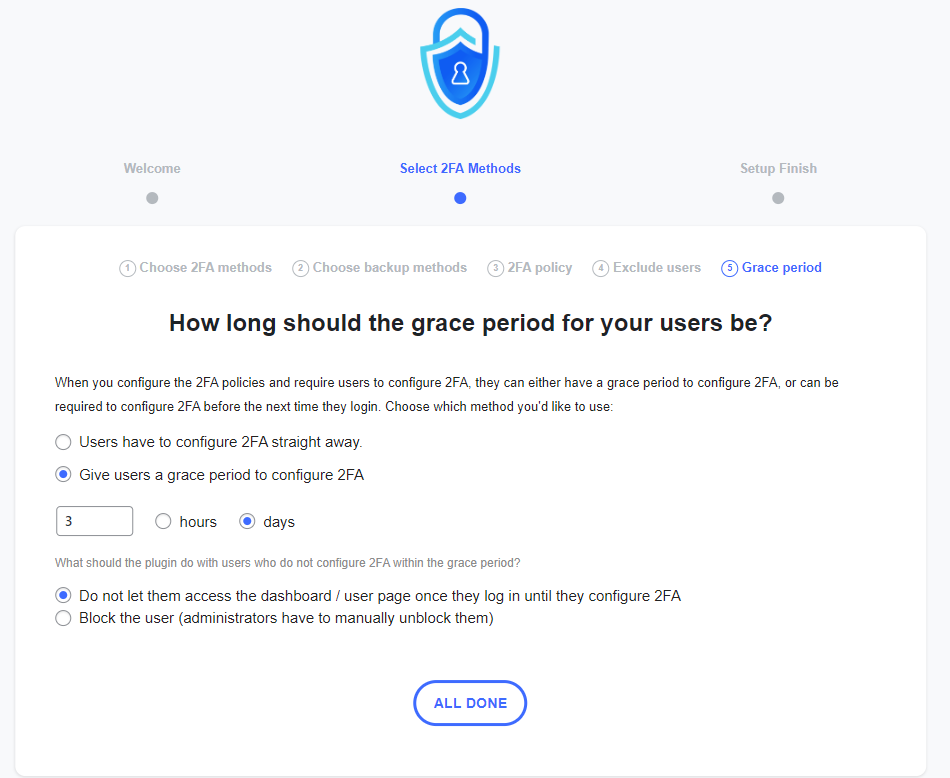 Welcome
Select 2FA Methods
Setup Finish
1 Choose 2FA methods
2 Choose backup methods
3 2FA policy
4 Exclude users
5 Grace period
How long should the grace period for your users be?
When you configure the 2FA policies and require users to configure 2FA, they can either have a grace period to configure 2FA, or can be
required to configure 2FA before the next time they login. Choose which method you'd like to use:
Users have to configure 2FA straight away.
Give users a grace period to configure 2FA
3 hours days
What should the plugin do with users who do not configure 2FA within the grace period?
Do not let them access the dashboard / user page once they log in until they configure 2FA
Block the user (administrators have to manually unblock them)
ALL DONE